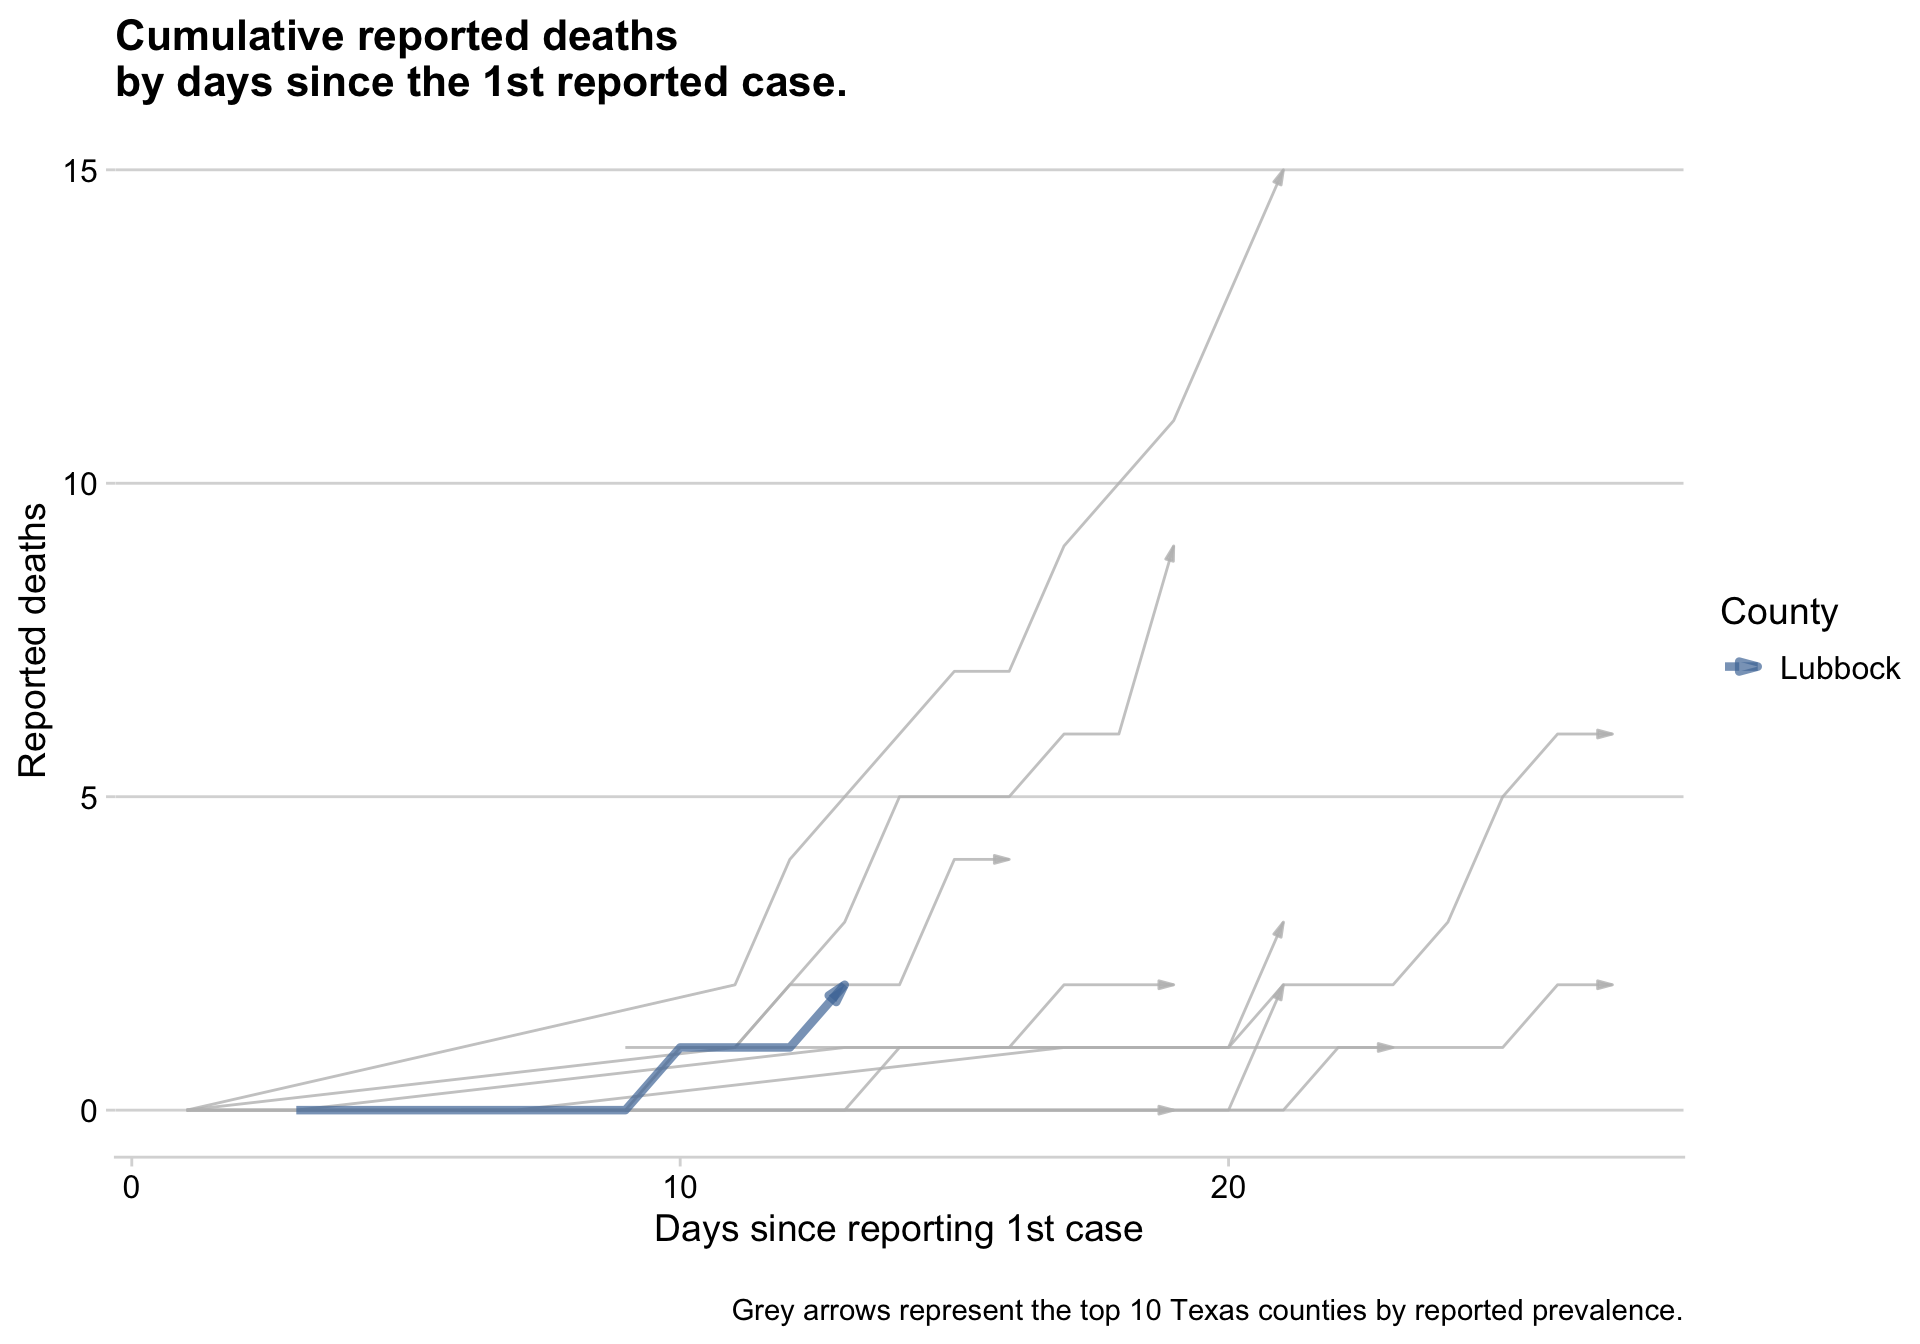 Cumulative reported deaths
by days since the 1st reported case.
15
10
5
0
Reported deaths
0
10
20
Days since reporting 1st case
County
Lubbock
Grey arrows represent the top 10 Texas counties by reported prevalence.